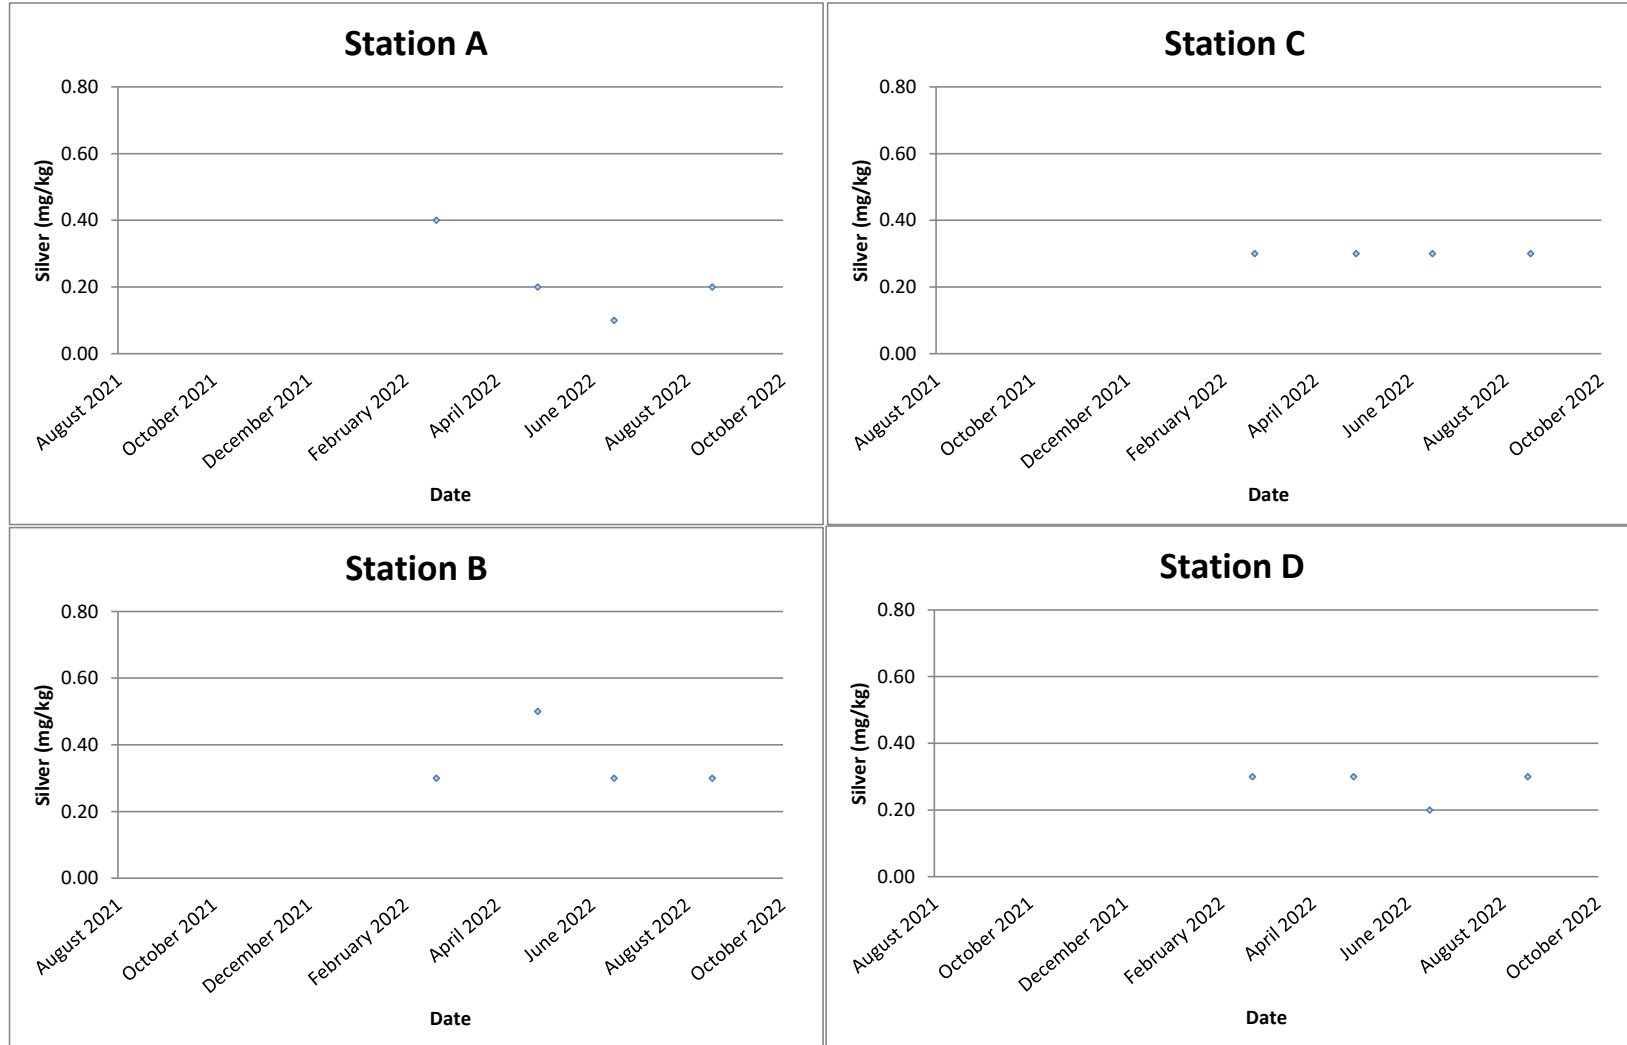 Station A
0.80
0.60
0.40
0.20
0.00
Silver (mg/kg)
August 2021
October 2021
December 2021
February 2022
April 2022
June 2022
August 2022
October 2022
Date
Station C
0.80
0.60
0.40
0.20
0.00
Silver (mg/kg)
August 2021
October 2021
December 2021
February 2022
April 2022
June 2022
August 2022
October 2022
Date
Station B
0.80
0.60
0.40
0.20
0.00
Silver (mg/kg)
August 2021
October 2021
December 2021
February 2022
April 2022
June 2022
August 2022
October 2022
Date
Station D
0.80
0.60
0.40
0.20
0.00
Silver (mg/kg)
August 2021
October 2021
December 2021
February 2022
April 2022
June 2022
August 2022
October 2022
Date